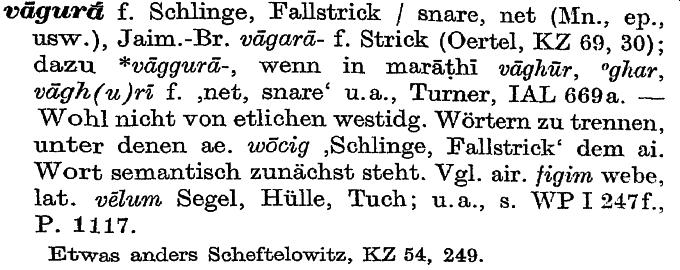 vāgurā́ f. Schlinge, Fallstrick / snare, net (Mn., ep.,
usw.), Jaim.-Br. vāgarā- f. Strick (Oertel, KZ 69, 30);
dazu *vāggurā-, wenn in marāṭhī vāghūr, °ghar,
vāgh(u)rī f. ‚net, snare‘ u. a., Turner, IAL 669a. —
Wohl nicht von etlichen westidg. Wörtern zu trennen,
unter denen ae. wōcig ‚Schlinge, Fallstrick‘ dem ai.
Wort semantisch zunächst steht. Vgl. air. figim webe,
lat. vēlum Segel, Hülle, Tuch; u. a., s. WP I 247f.,
P. 1117.
Etwas anders Scheftelowitz, KZ 54, 249.